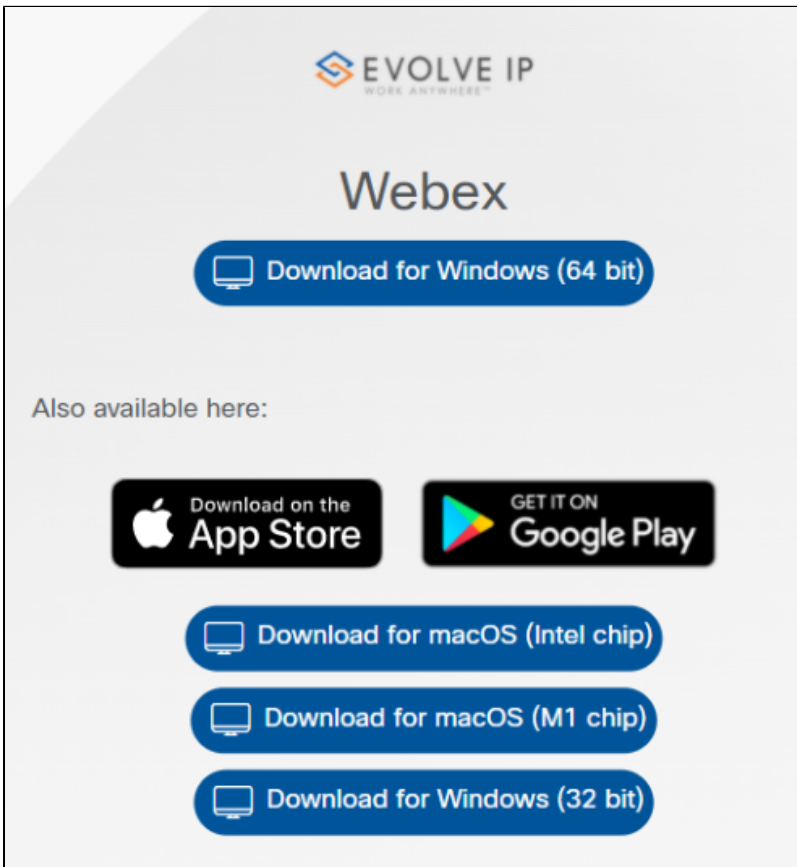 EVOLVE IP
WORK ANYWHERE™
Webex
Download for Windows (64 bit)
Also available here:
Download on the
App Store
GET IT ON
Google Play
Download for macOS (Intel chip)
Download for macOS (M1 chip)
Download for Windows (32 bit)